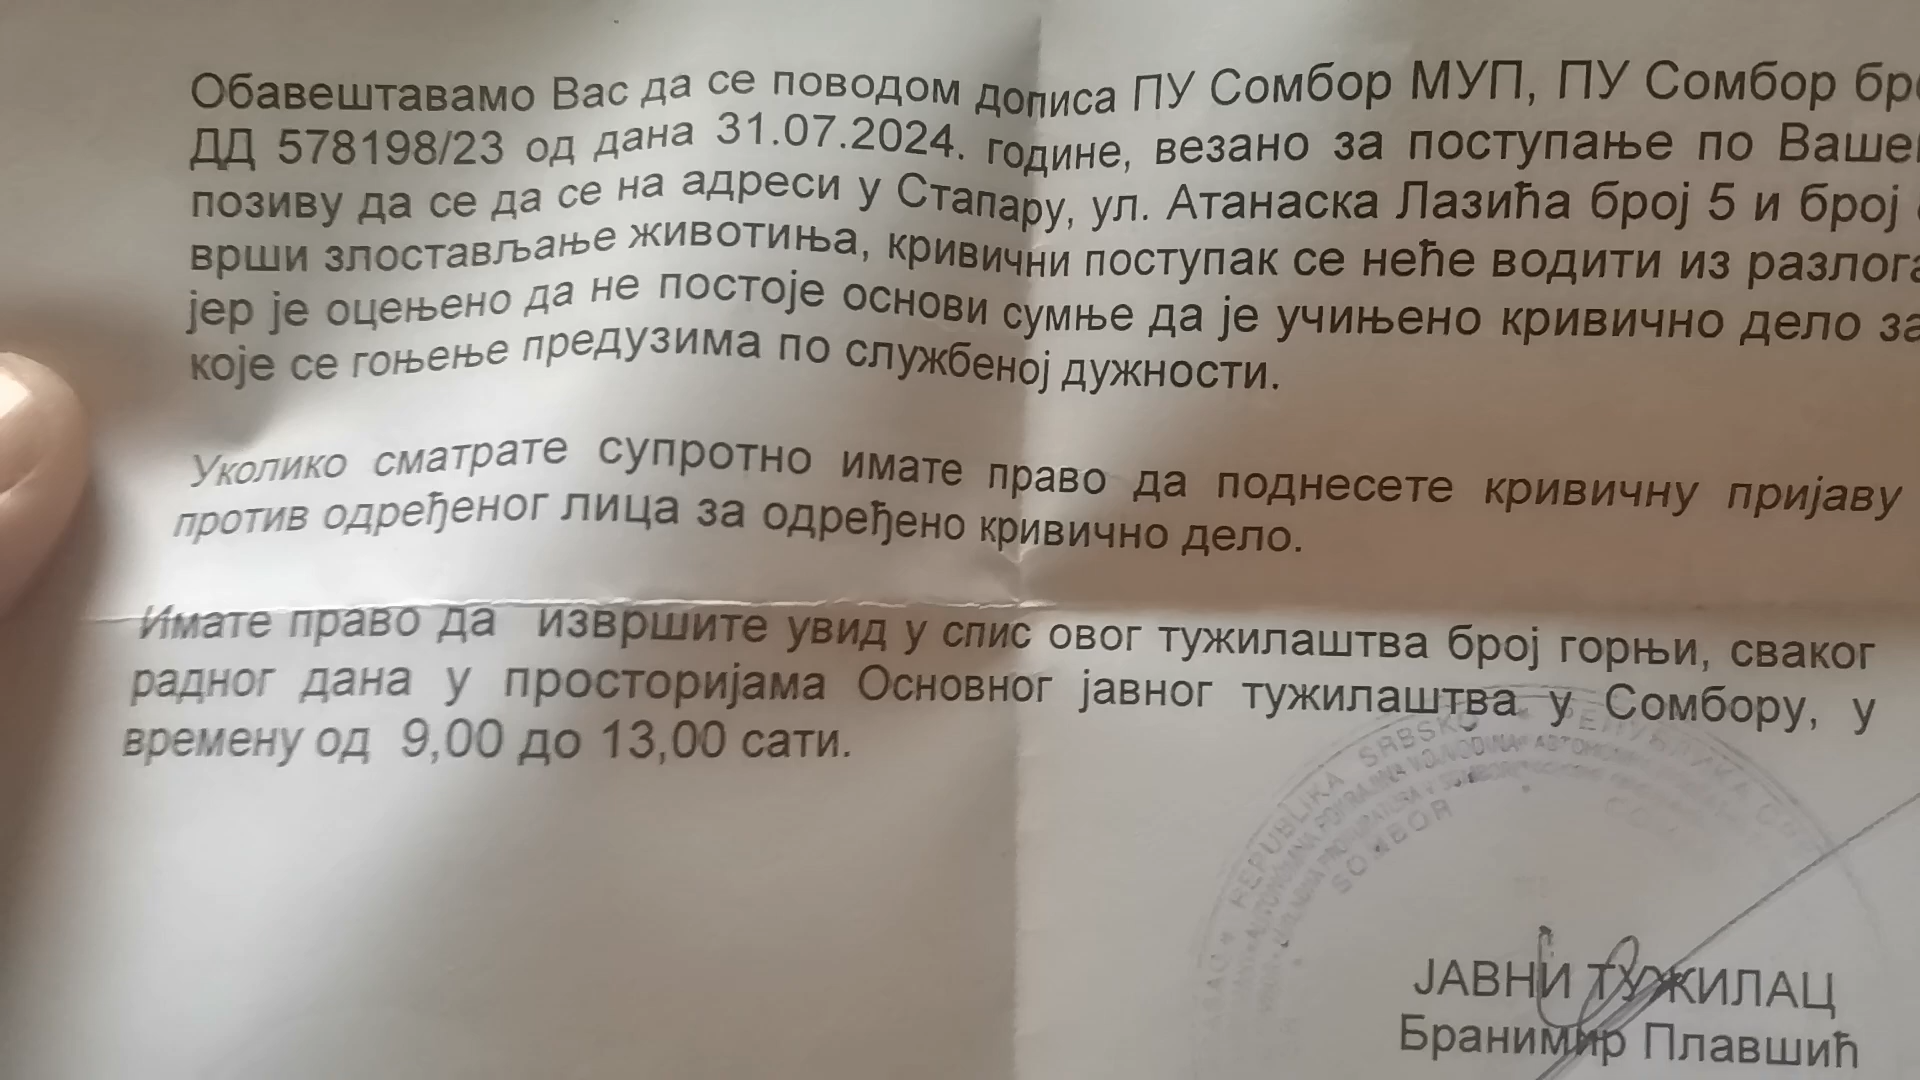 Обавештавамо Вас да се поводом дописа ПУ Сомбор МУП, ПУ Сомбор
ДД 578198/23 од дана 31.07.2024. године, везано за поступање по
позиву да се да се на адреси у Стапару, ул. Атанаска Лазића број 5 и број
врши злостављање животиња, кривични поступак се неће водити из
јер је оцењено да не постоје основи сумње да је учињено кривично дело за
које се гоњење предузима по службеној дужности.
Уколико сматрате супротно имате право да поднесете кривичну пријаву
против одређеног лица за одређено кривично дело.
Имате право да извршите увид у спис овог тужилаштва број горњи, сваког
радног дана у просторијама Основног јавног тужилаштва у Сомбору, у
времену од 9,00 до 13,00 сати.
REPUBLIKA SRBSKO
SOMBOR
ЈАВНИ ТУЖИЛАЦ
Бранимир Плавшић